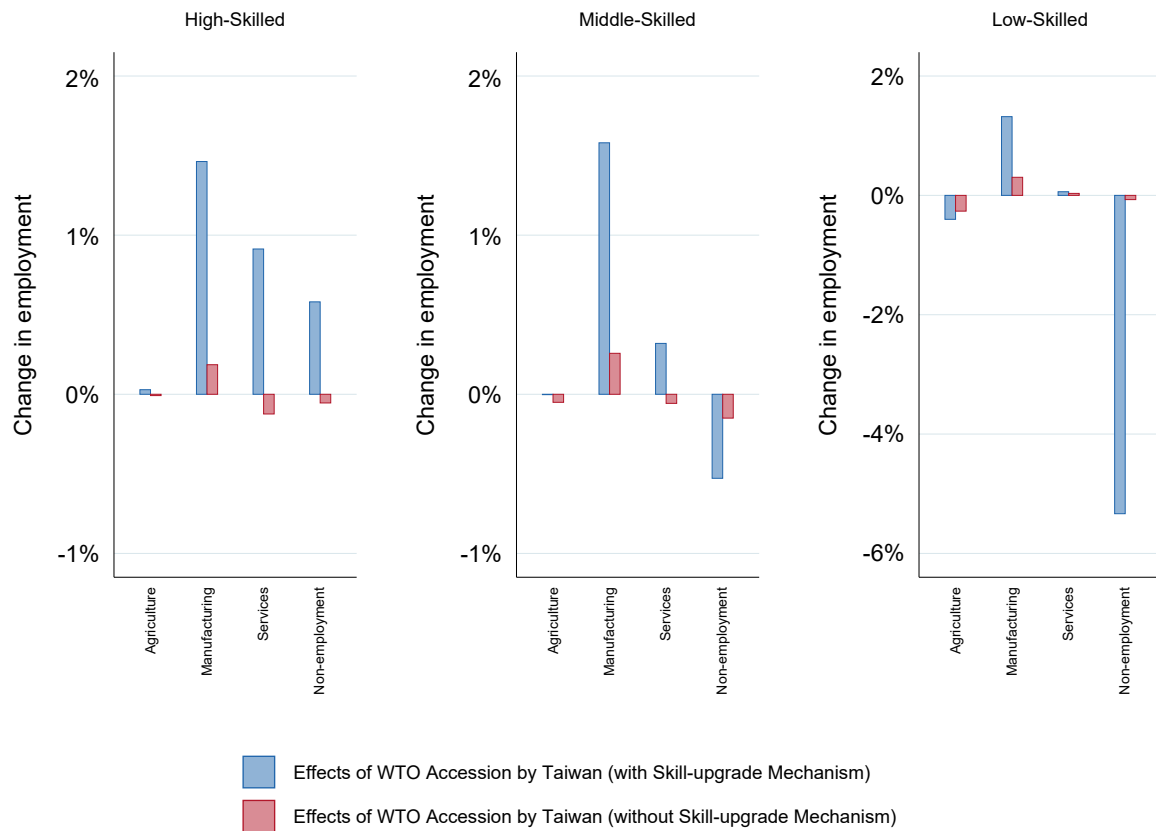 High-Skilled
Change in employment
2%
1%
0%
-1%
Agriculture
Manufacturing
Services
Non-employment
Middle-Skilled
Change in employment
2%
1%
0%
-1%
Agriculture
Manufacturing
Services
Non-employment
Low-Skilled
Change in employment
2%
0%
-2%
-4%
-6%
Agriculture
Manufacturing
Services
Non-employment
Effects of WTO Accession by Taiwan (with Skill-upgrade Mechanism)
Effects of WTO Accession by Taiwan (without Skill-upgrade Mechanism)